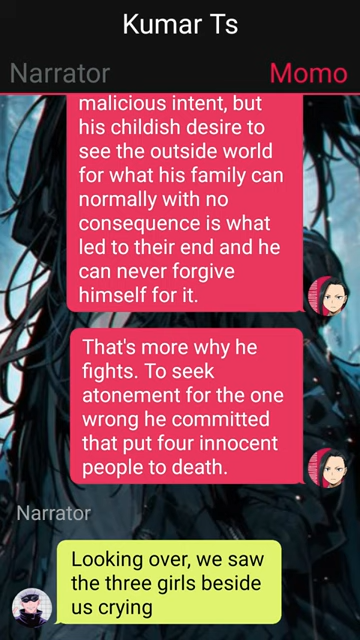 Kumar Ts
Narrator
Momo
malicious intent, but
his childish desire to
see the outside world
for what his family can
normally with no
consequence is what
led to their end and he
can never forgive
himself for it.
That's more why he
fights. To seek
atonement for the one
wrong he committed
that put four innocent
people to death.
Narrator
Looking over, we saw
the three girls beside
us crying